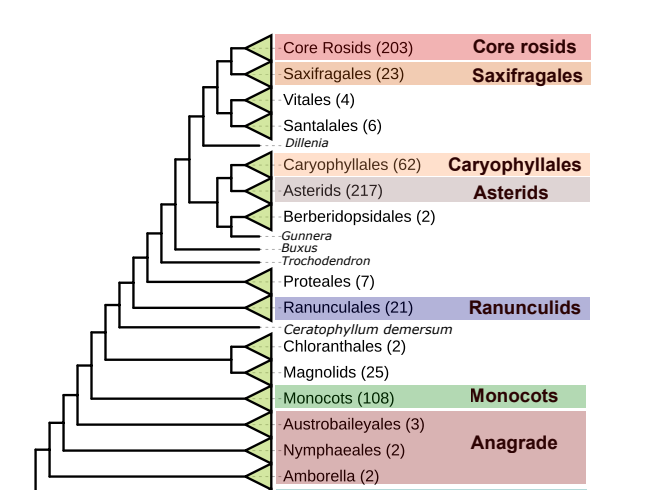 Core Rosids (203) Core rosids
Saxifragales (23) Saxifragales
Vitales (4)
Santalales (6)
Dillenia
Caryophyllales (62) Caryophyllales
Asterids (217) Asterids
Berberidopsidales (2)
Gunnera
Buxus
Trochodendron
Proteales (7)
Ranunculales (21) Ranunculids
Ceratophyllum demersum
Chloranthales (2)
Magnolids (25)
Monocots (108) Monocots
Austrobaileyales (3)
Nymphaeales (2) Anagrade
Amborella (2)